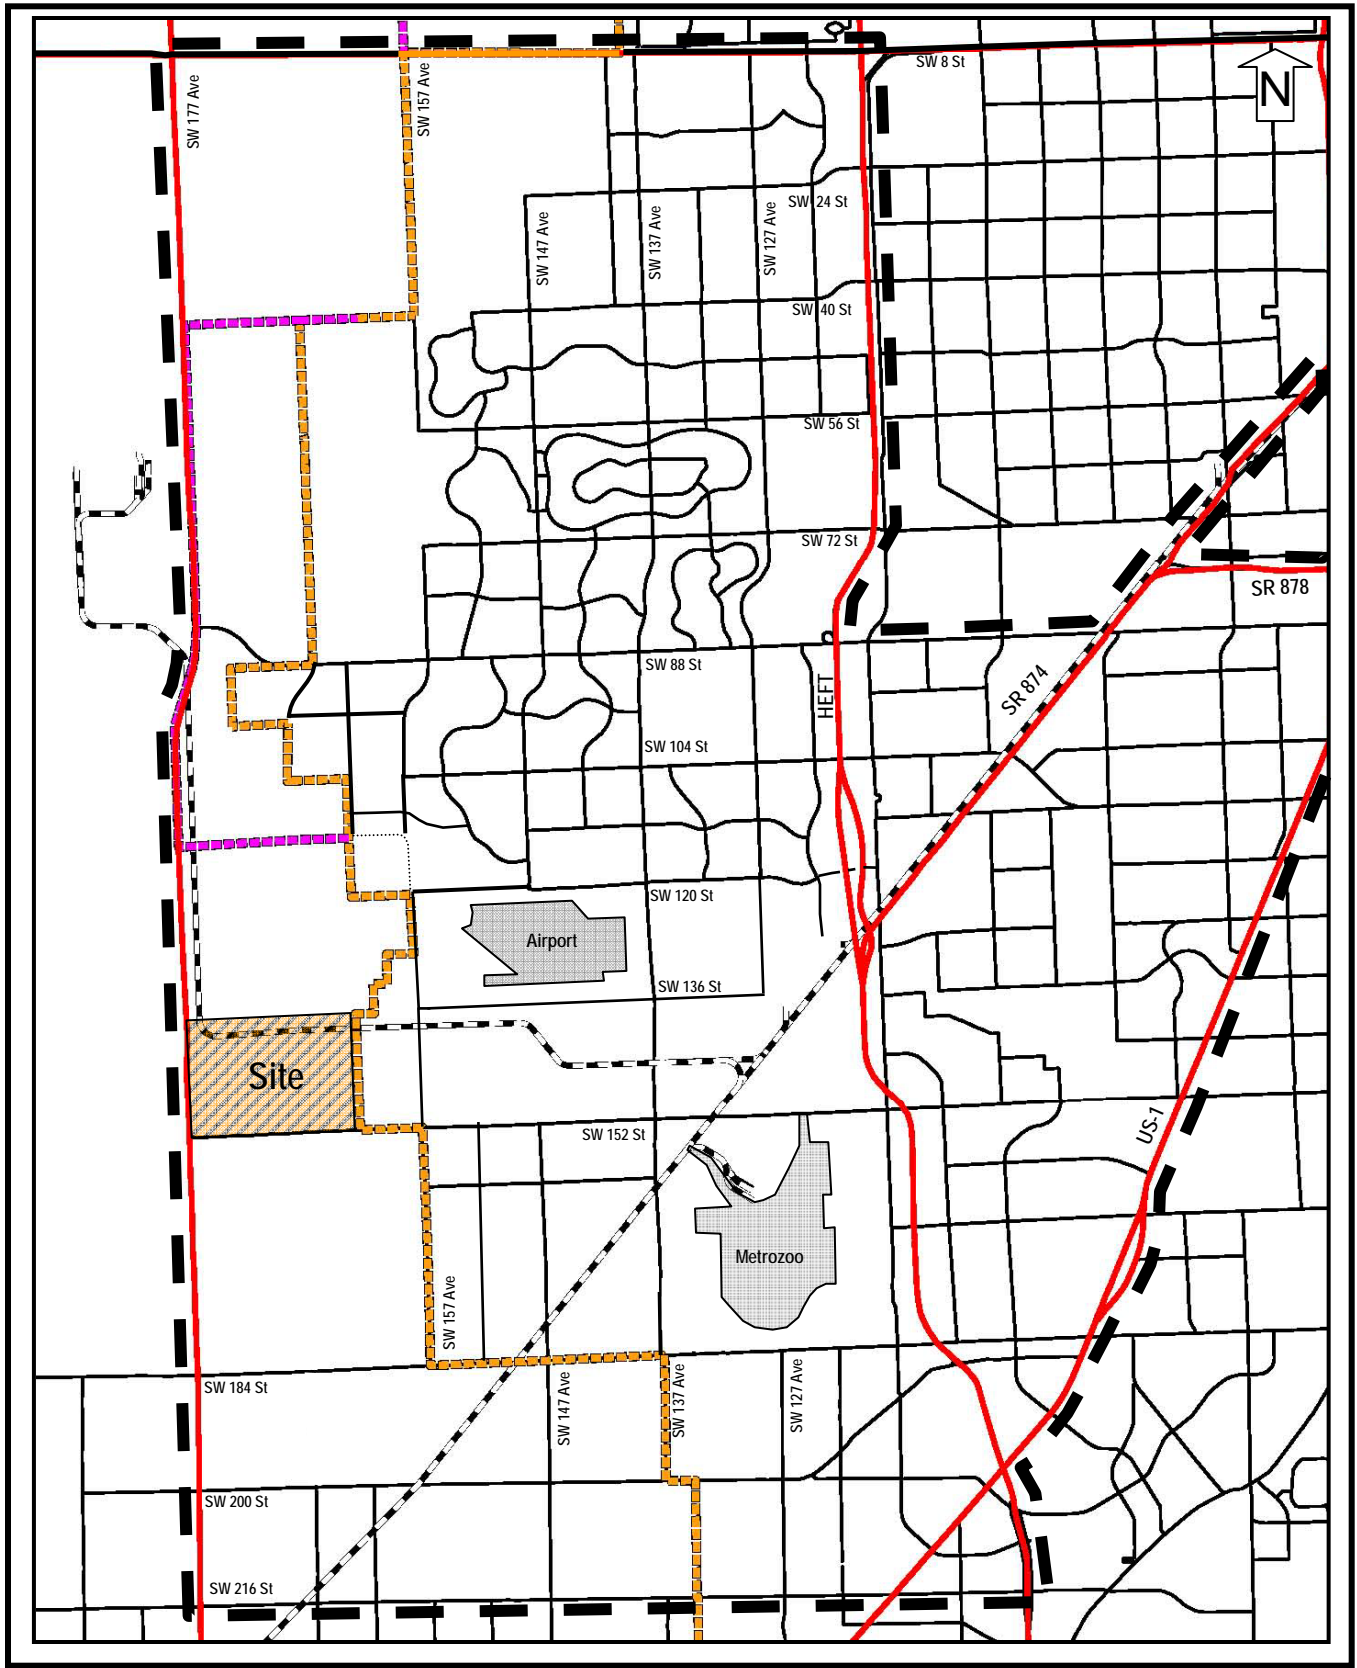 SW 8 St
N
SW 177 Ave
SW 157 Ave
SW 24 St
SW 147 Ave
SW 137 Ave
SW 127 Ave
SW 40 St
SW 56 St
SW 72 St
SR 878
SW 88 St
HEFT
SR 874
SW 104 St
SW 120 St
Airport
SW 136 St
Site
SW 152 St
US-1
Metrozoo
SW 157 Ave
SW 184 St
SW 147 Ave
SW 137 Ave
SW 127 Ave
SW 200 St
SW 216 St